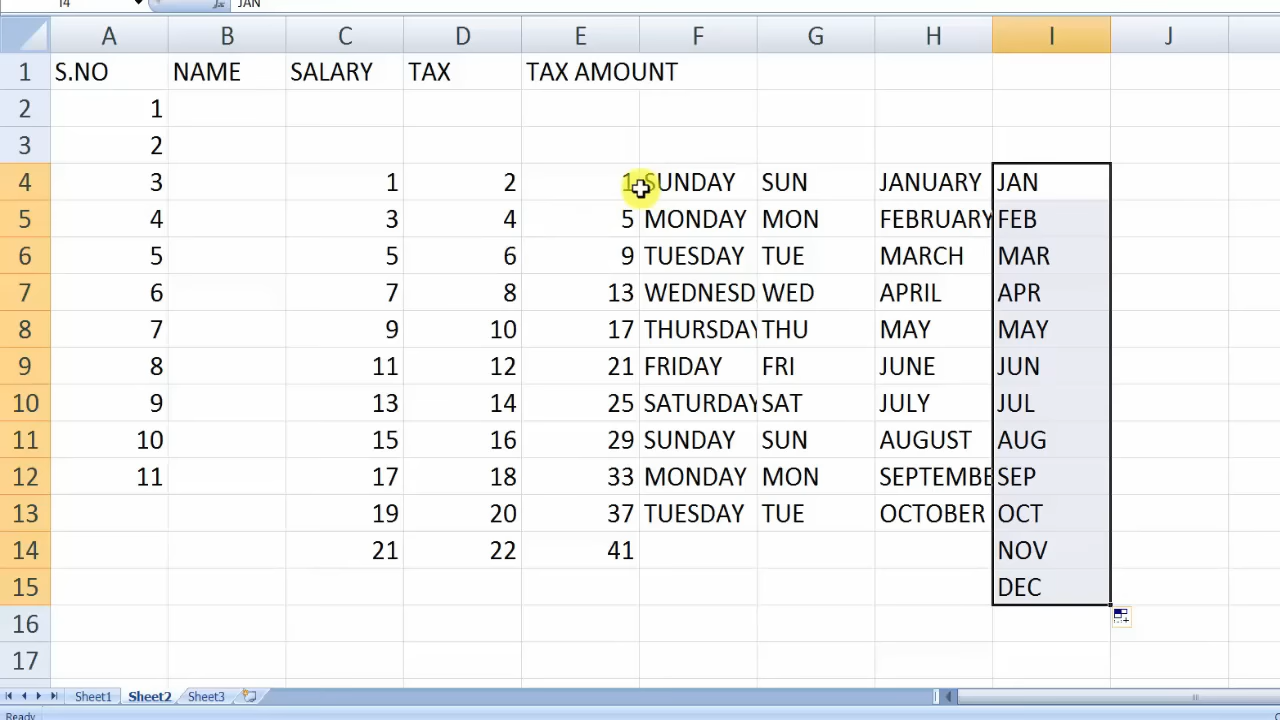 I4 JAN
A B C D E F G H I J
1 S.NO NAME SALARY TAX TAX AMOUNT
2 1
3 2
4 3 1 2 1 SUNDAY SUN JANUARY JAN
5 4 3 4 5 MONDAY MON FEBRUARY FEB
6 5 5 6 9 TUESDAY TUE MARCH MAR
7 6 7 8 13 WEDNESD WED APRIL APR
8 7 9 10 17 THURSDAY THU MAY MAY
9 8 11 12 21 FRIDAY FRI JUNE JUN
10 9 13 14 25 SATURDAY SAT JULY JUL
11 10 15 16 29 SUNDAY SUN AUGUST AUG
12 11 17 18 33 MONDAY MON SEPTEMBE SEP
13 19 20 37 TUESDAY TUE OCTOBER OCT
14 21 22 41 NOV
15 DEC
16
17
Sheet1 Sheet2 Sheet3
Ready